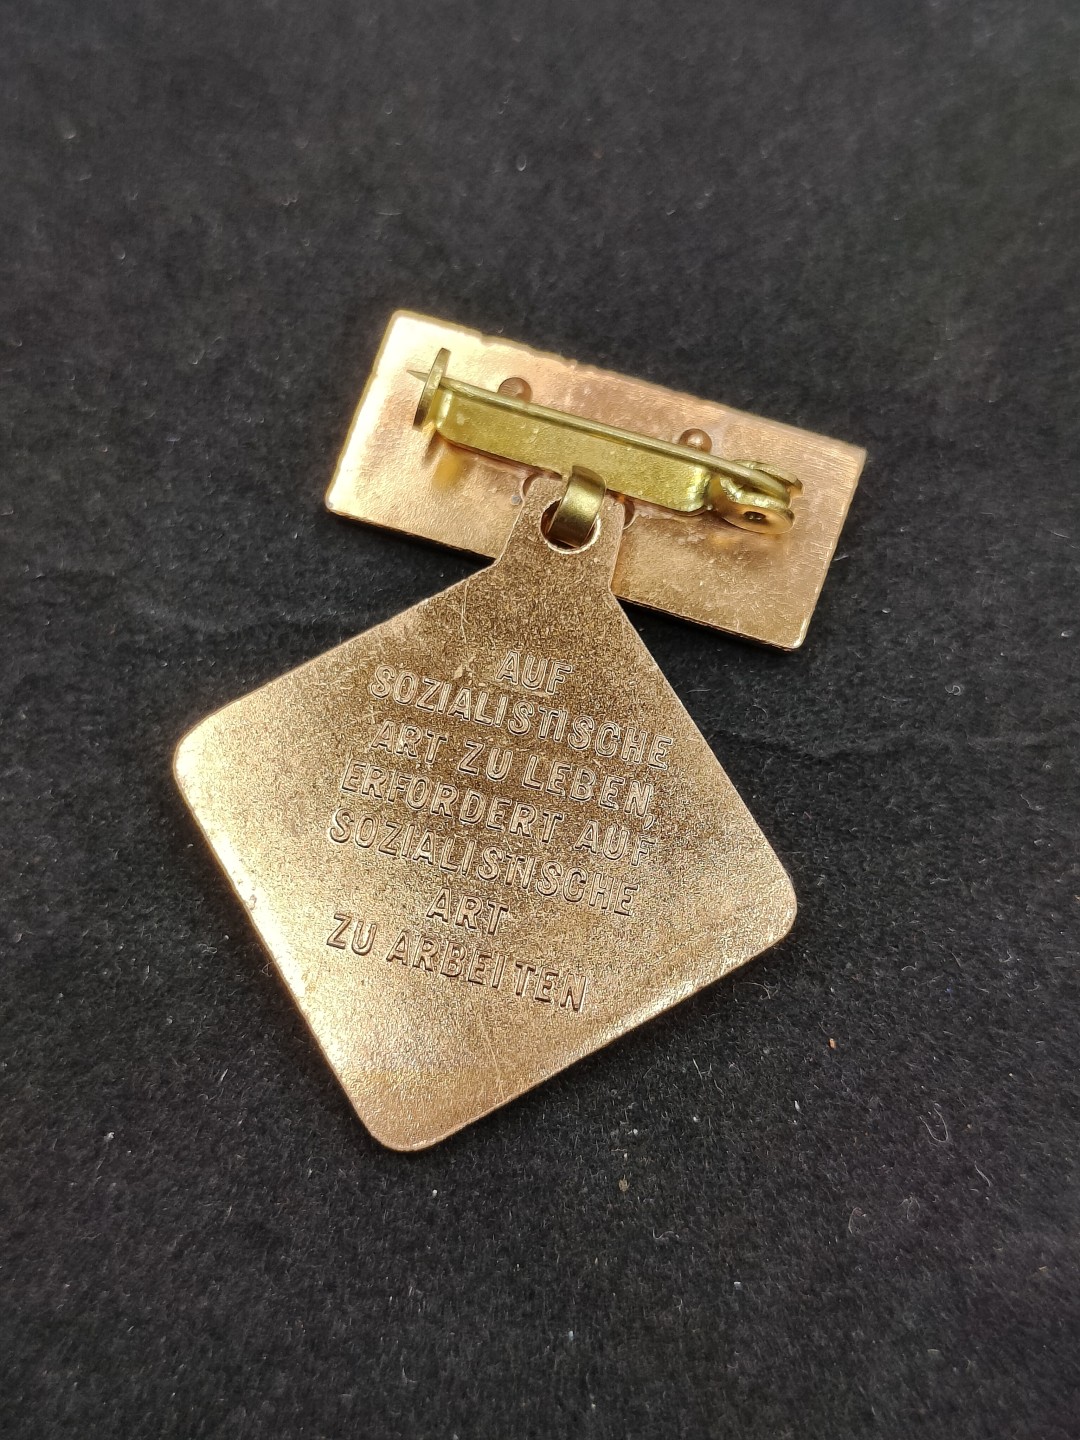 AUF
SOZIALISTISCHE
ART ZU LEBEN,
ERFORDERT AUF
SOZIALISTISCHE
ART
ZU ARBEITEN